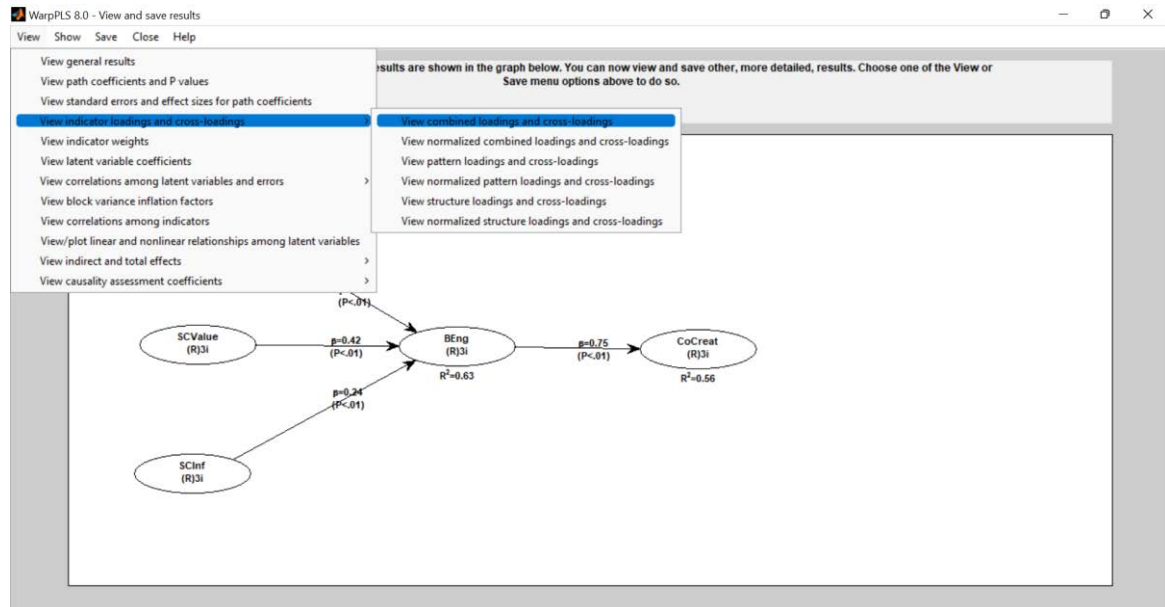 WarpPLS 8.0 - View and save results
View Show Save Close Help
View general results
View path coefficients and P values
View standard errors and effect sizes for path coefficients
View indicator loadings and cross-loadings
View indicator weights
View latent variable coefficients
View correlations among latent variables and errors
View block variance inflation factors
View correlations among indicators
View/plot linear and nonlinear relationships among latent variables
View indirect and total effects
View causality assessment coefficients
esults are shown in the graph below. You can now view and save other, more detailed, results. Choose one of the View or
Save menu options above to do so.
View combined loadings and cross-loadings
View normalized combined loadings and cross-loadings
View pattern loadings and cross-loadings
View normalized pattern loadings and cross-loadings
View structure loadings and cross-loadings
View normalized structure loadings and cross-loadings
(P<.01)
SCValue
(R)3i
β=0.42
(P<.01)
BEng
(R)3i
R²=0.63
β=0.75
(P<.01)
CoCreat
(R)3i
R²=0.56
β=0.24
(P<.01)
SCInf
(R)3i